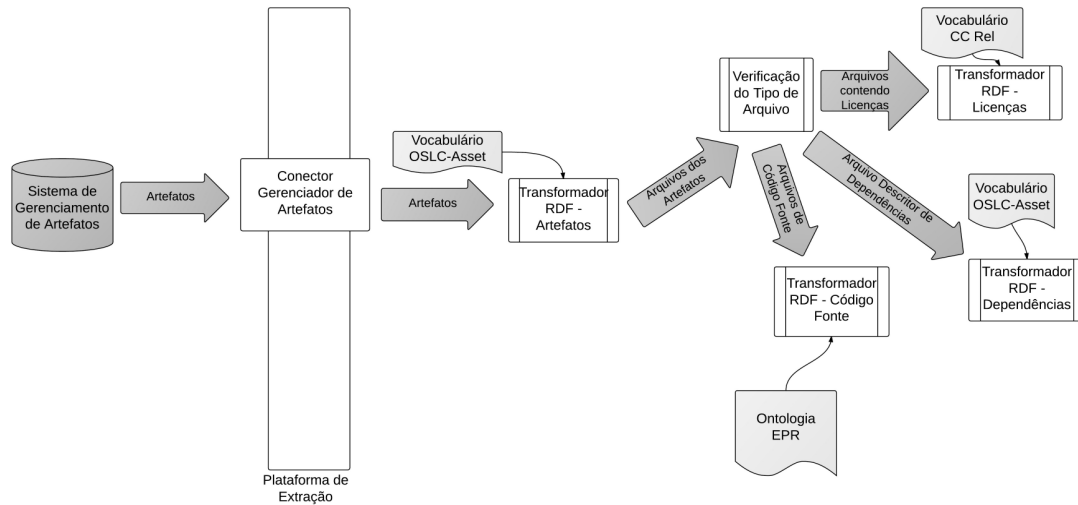 Sistema de
Gerenciamento
de Artefatos
Artefatos
Conector
Gerenciador de
Artefatos
Plataforma de
Extração
Artefatos
Vocabulário
OSLC-Asset
Transformador
RDF -
Artefatos
Arquivos dos
Artefatos
Verificação
do Tipo de
Arquivo
Arquivos
contendo
Licenças
Vocabulário
CC Rel
Transformador
RDF -
Licenças
Arquivos de
Código Fonte
Transformador
RDF - Código
Fonte
Ontologia
EPR
Arquivo Descritor de
Dependências
Vocabulário
OSLC-Asset
Transformador
RDF -
Dependências